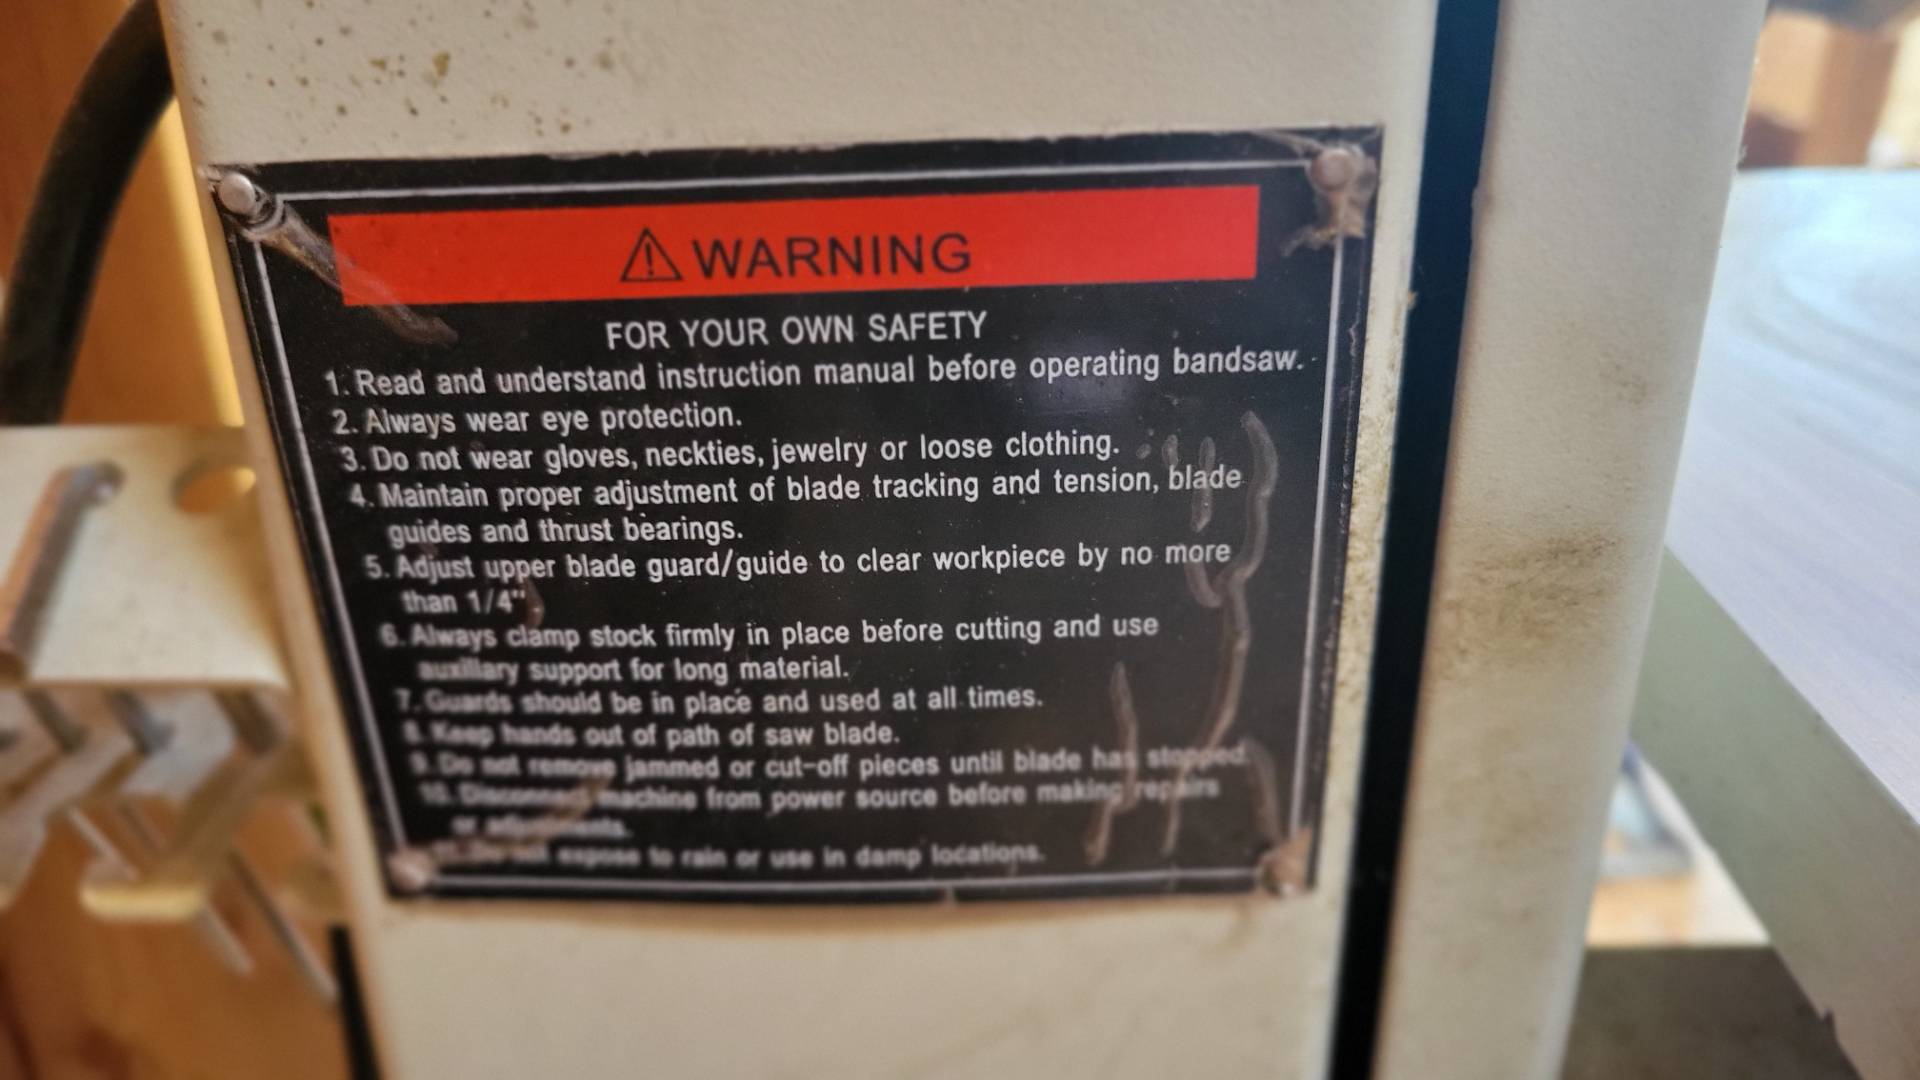 WARNING
FOR YOUR OWN SAFETY
1. Read and understand instruction manual before operating bandsaw.
2. Always wear eye protection.
3. Do not wear gloves, neckties, jewelry or loose clothing.
4. Maintain proper adjustment of blade tracking and tension, blade
guides and thrust bearings.
5. Adjust upper blade guard/guide to clear workpiece by no more
than 1/4"
6. Always clamp stock firmly in place before cutting and use
auxiliary support for long material.
7. Guards should be in place and used at all times.
8. Keep hands out of path of saw blade.
9. Do not remove jammed or cut-off pieces until blade has stopped.
10. Disconnect machine from power source before making repairs
or adjustments.
11. Do not expose to rain or use in damp locations.